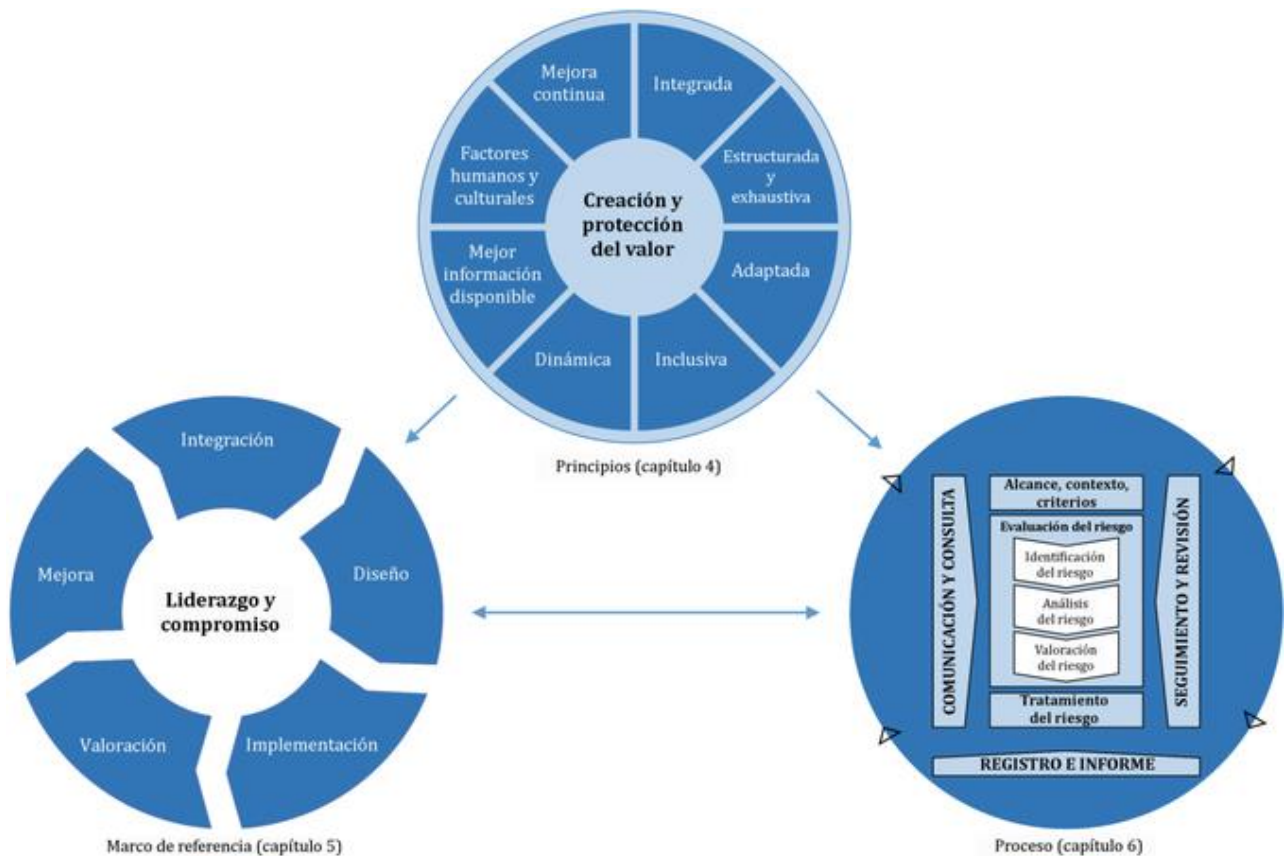 Mejora
continua
Integrada
Estructurada
y
exhaustiva
Adaptada
Inclusiva
Dinámica
Mejor
información
disponible
Factores
humanos y
culturales
Creación y
protección
del valor
Principios (capítulo 4)
Integración
Diseño
Implementación
Valoración
Mejora
Liderazgo y
compromiso
Marco de referencia (capítulo 5)
COMUNICACIÓN Y CONSULTA
Alcance, contexto,
criterios
Evaluación del riesgo
Identificación
del riesgo
Análisis
del riesgo
Valoración
del riesgo
Tratamiento
del riesgo
SEGUIMIENTO Y REVISIÓN
REGISTRO E INFORME
Proceso (capítulo 6)